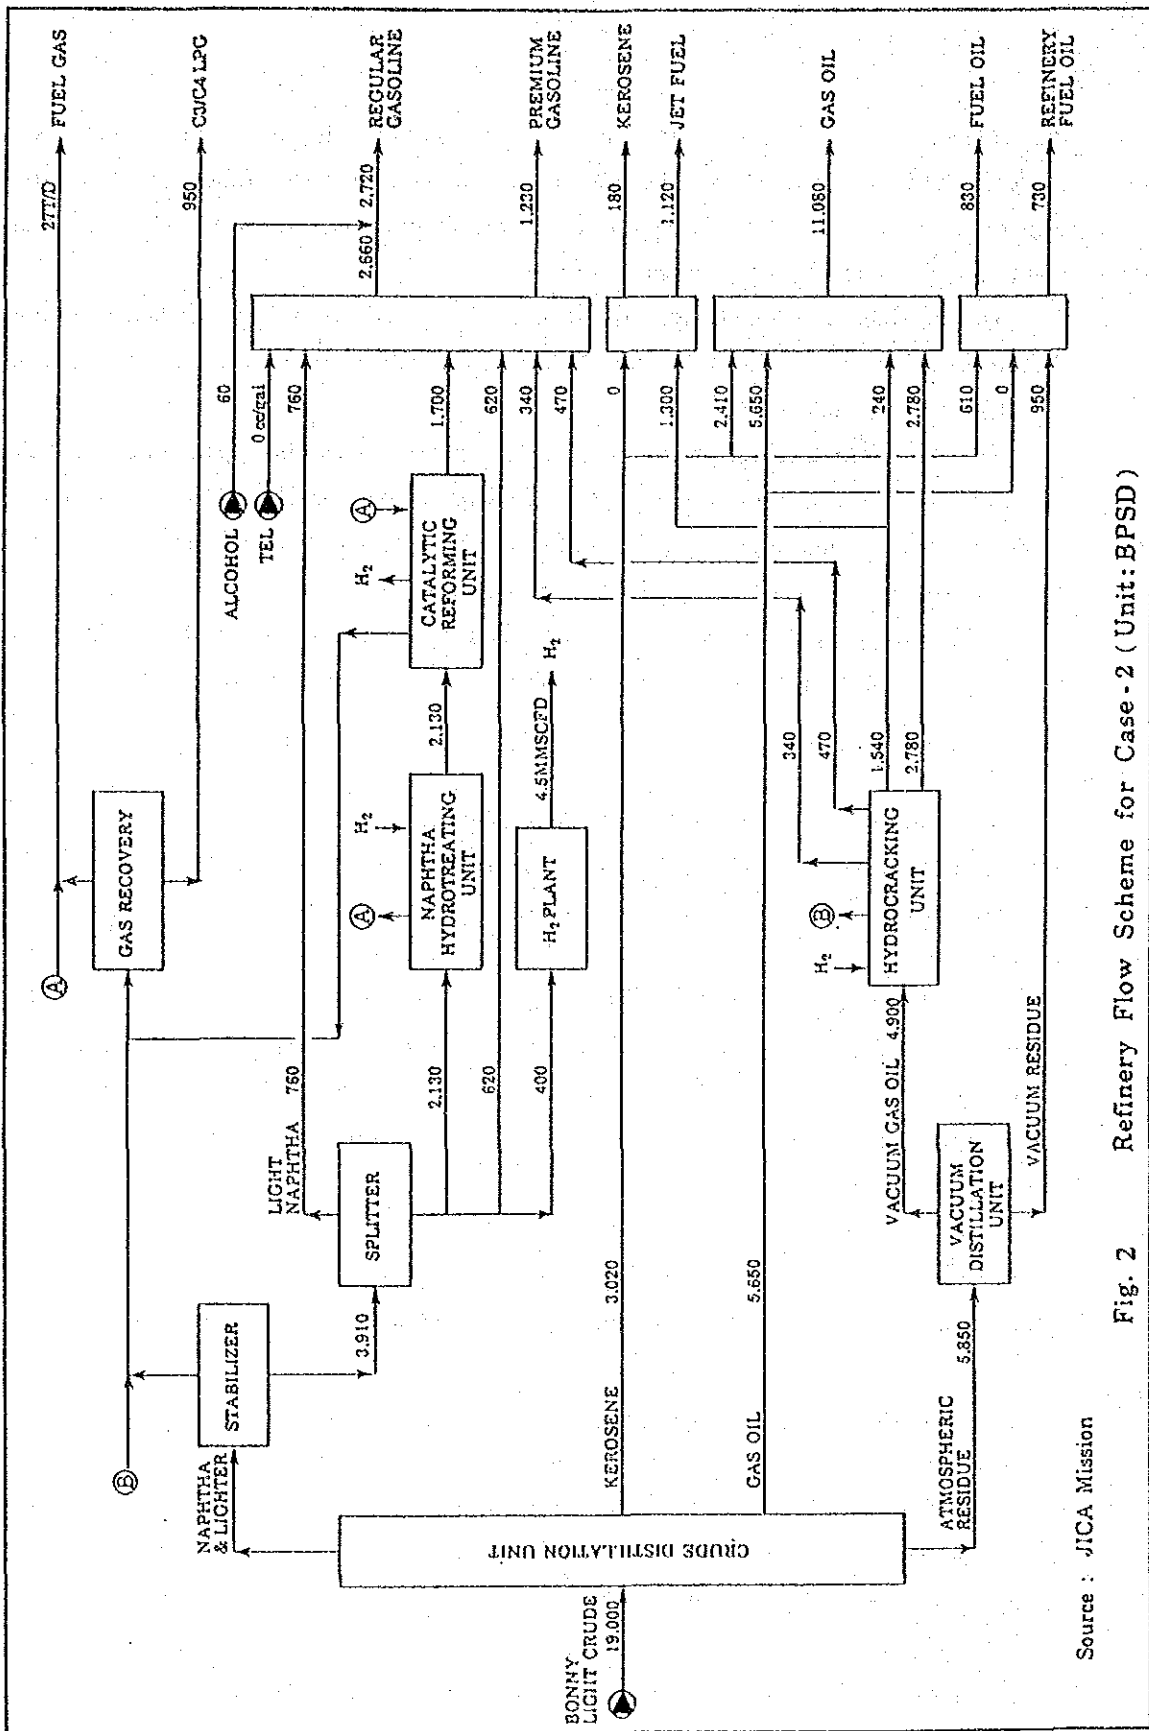 BONNY
LIGHT CRUDE
19.000
CRUDE DISTILLATION UNIT
NAPHTHA
& LIGHTER
KEROSENE
3.020
GAS OIL
5.650
ATMOSPHERIC
RESIDUE
5.850
B
STABILIZER
3.910
SPLITTER
LIGHT
NAPHTHA
760
2.130
620
400
VACUUM
DISTILLATION
UNIT
VACUUM GAS OIL
4.900
VACUUM RESIDUE
A
GAS RECOVERY
A
H2
NAPHTHA
HYDROTREATING
UNIT
2.130
H2 PLANT
4.5MMSCFD
H2
H2
B
HYDROCRACKING
UNIT
340
470
1.540
2.780
H2
A
CATALYTIC
REFORMING
UNIT
ALCOHOL
60
TEL
0 cc/gal
760
1.700
620
340
470
0
1.300
2.410
5.650
240
2.780
610
0
950
27T/D
FUEL GAS
950
C3/C4 LPG
2.660
2.720
REGULAR
GASOLINE
1.230
PREMIUM
GASOLINE
180
KEROSENE
1.120
JET FUEL
11.080
GAS OIL
830
FUEL OIL
730
REFINERY
FUEL OIL
Source : JICA Mission
Fig. 2 Refinery Flow Scheme for Case-2 (Unit:BPSD)